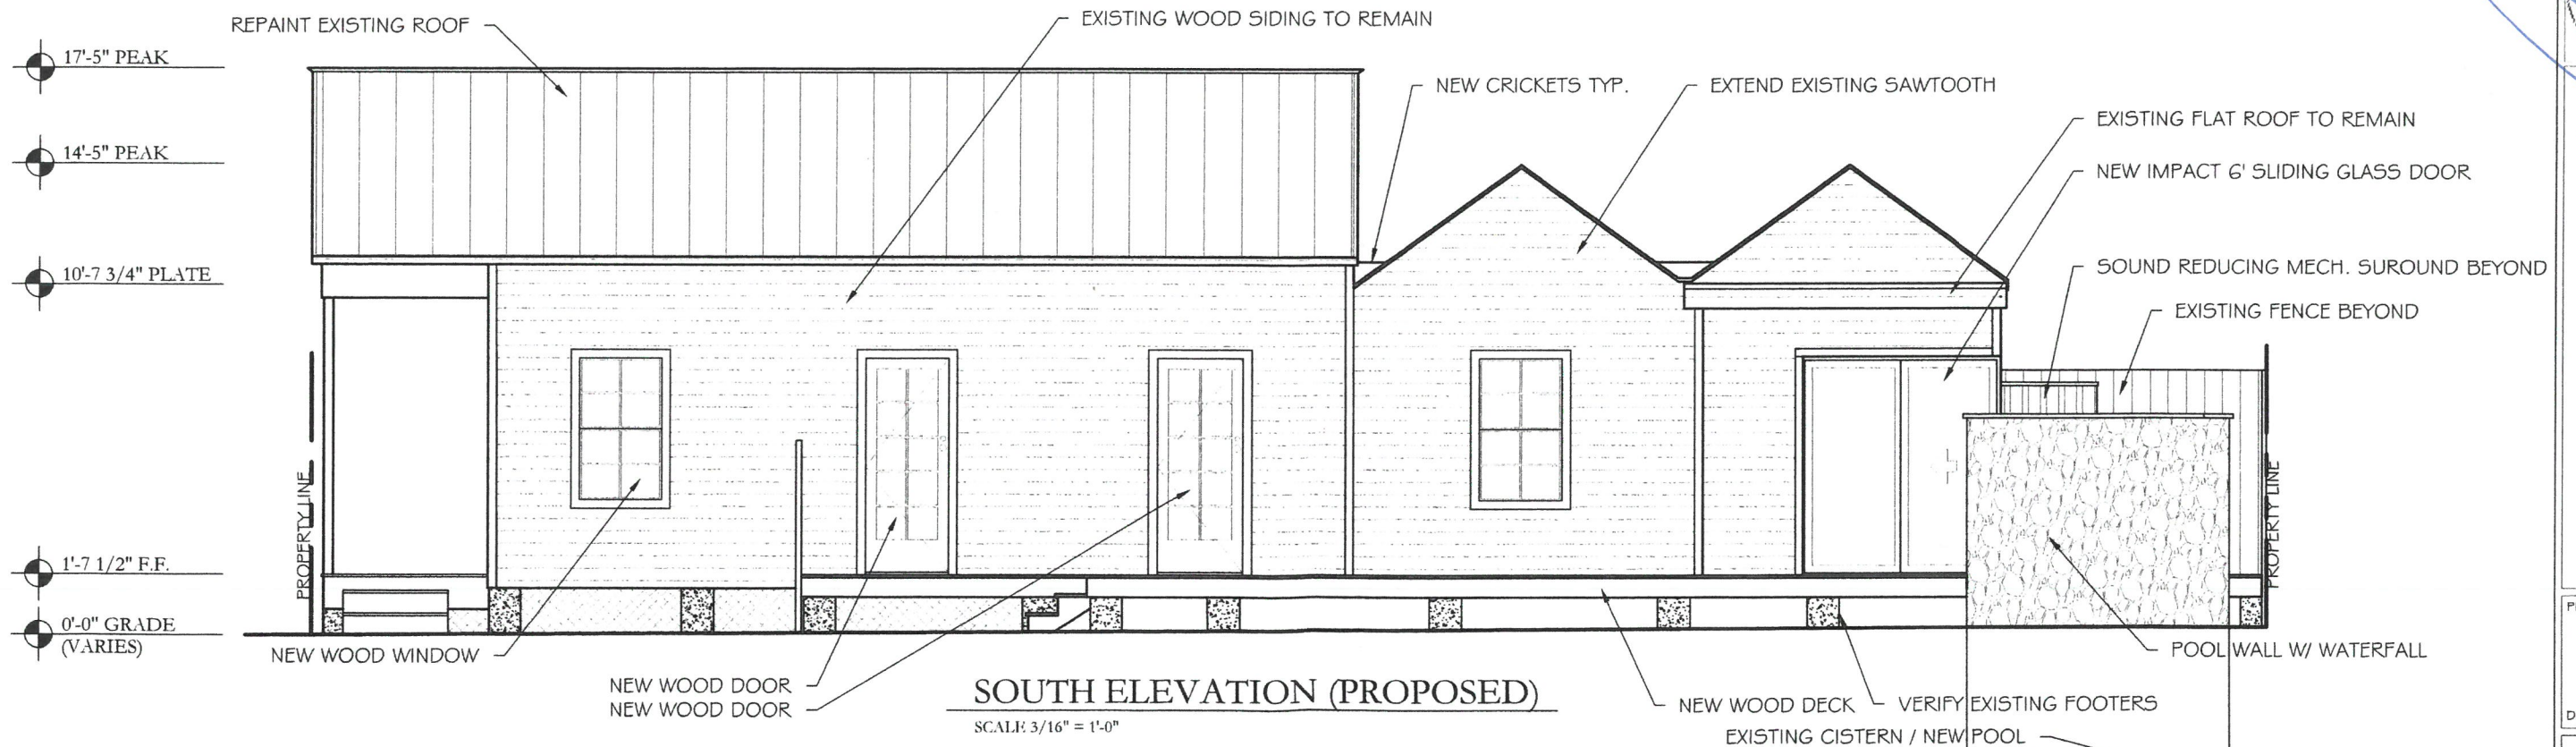 REPAINT EXISTING ROOF
EXISTING WOOD SIDING TO REMAIN
17'-5" PEAK
NEW CRICKETS TYP.
EXTEND EXISTING SAWTOOTH
EXISTING FLAT ROOF TO REMAIN
14'-5" PEAK
NEW IMPACT 6' SLIDING GLASS DOOR
10'-7 3/4" PLATE
SOUND REDUCING MECH. SUROUND BEYOND
EXISTING FENCE BEYOND
PROPERTY LINE
PROPERTY LINE
1'-7 1/2" F.F.
0'-0" GRADE
(VARIES)
NEW WOOD WINDOW
POOL WALL W/ WATERFALL
NEW WOOD DOOR
NEW WOOD DOOR
SOUTH ELEVATION (PROPOSED)
SCALE 3/16" = 1'-0"
NEW WOOD DECK
VERIFY EXISTING FOOTERS
EXISTING CISTERN / NEW POOL